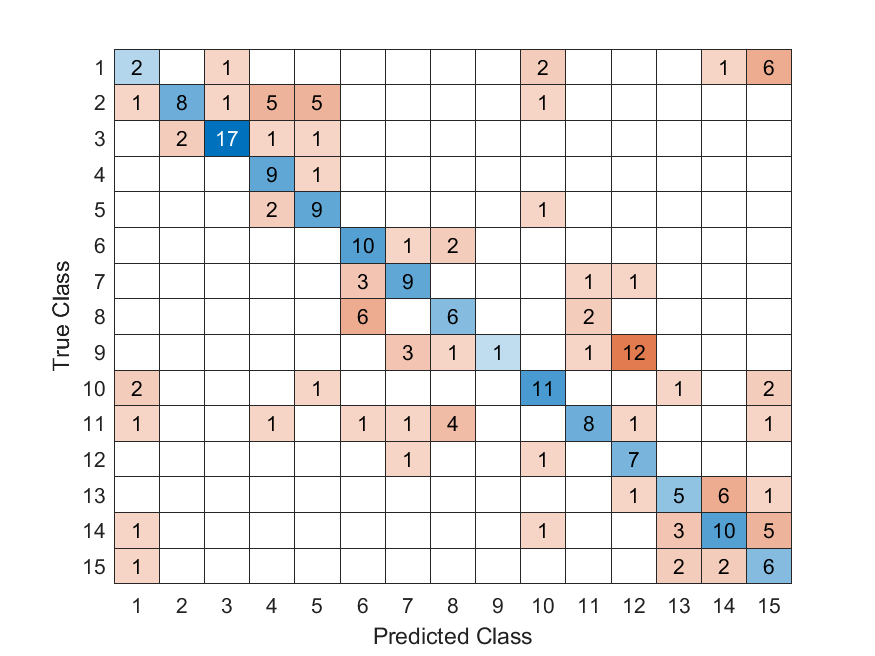 1 2 1 2 1 6
2 1 8 1 5 5 1
3 2 17 1 1
4 9 1
5 2 9 1
6 10 1 2
7 3 9 1 1
8 6 6 2
9 3 1 1 1 12
10 2 1 11 1 2
11 1 1 1 1 4 8 1 1
12 1 1 7
13 1 5 6 1
14 1 1 3 10 5
15 1 2 2 6
True Class
1 2 3 4 5 6 7 8 9 10 11 12 13 14 15
Predicted Class